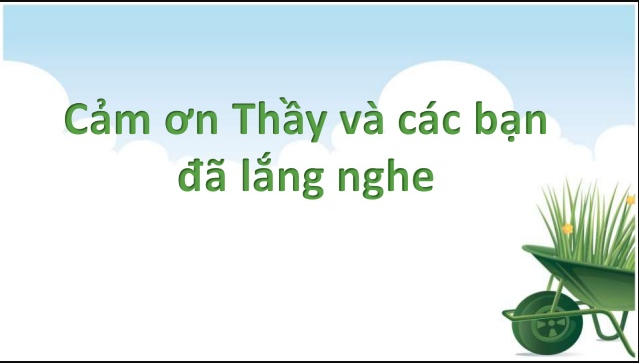 Cảm ơn Thầy và các bạn
đã lắng nghe